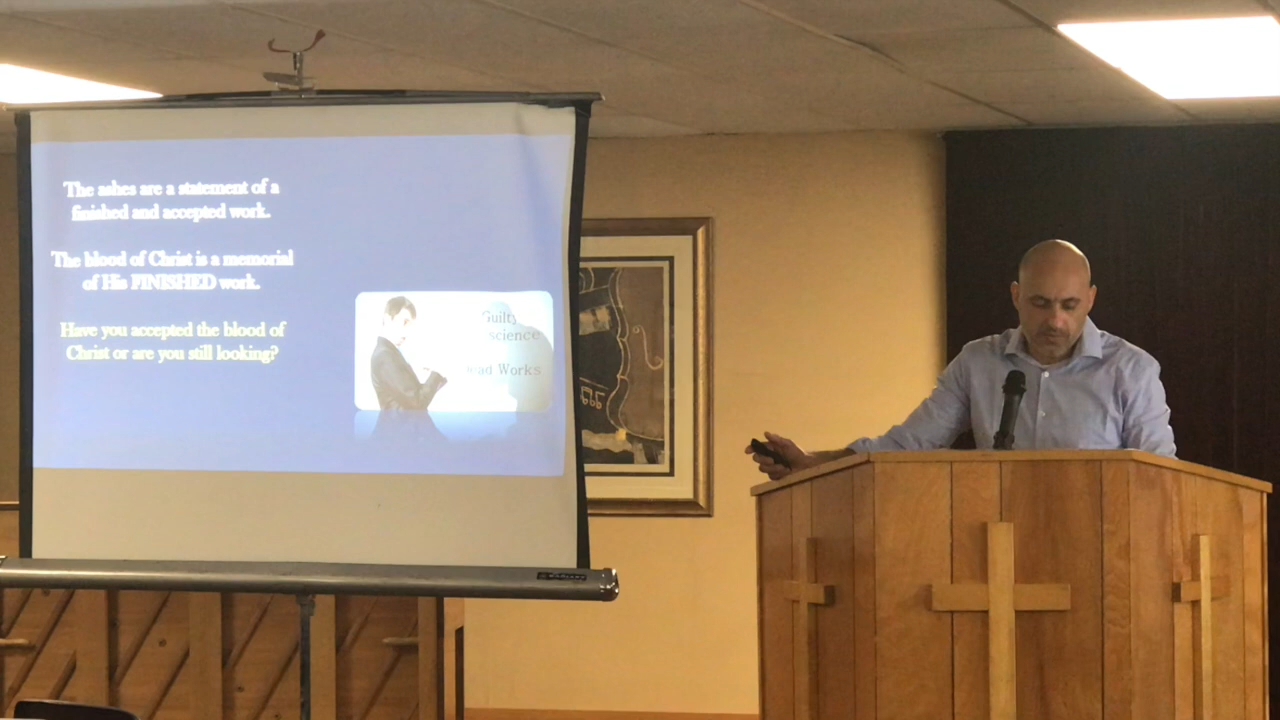 The ashes are a statement of a
finished and accepted work.
The blood of Christ is a memorial
of His FINISHED work.
Have you accepted the blood of
Christ or are you still looking?
Guilty
science
ead Works